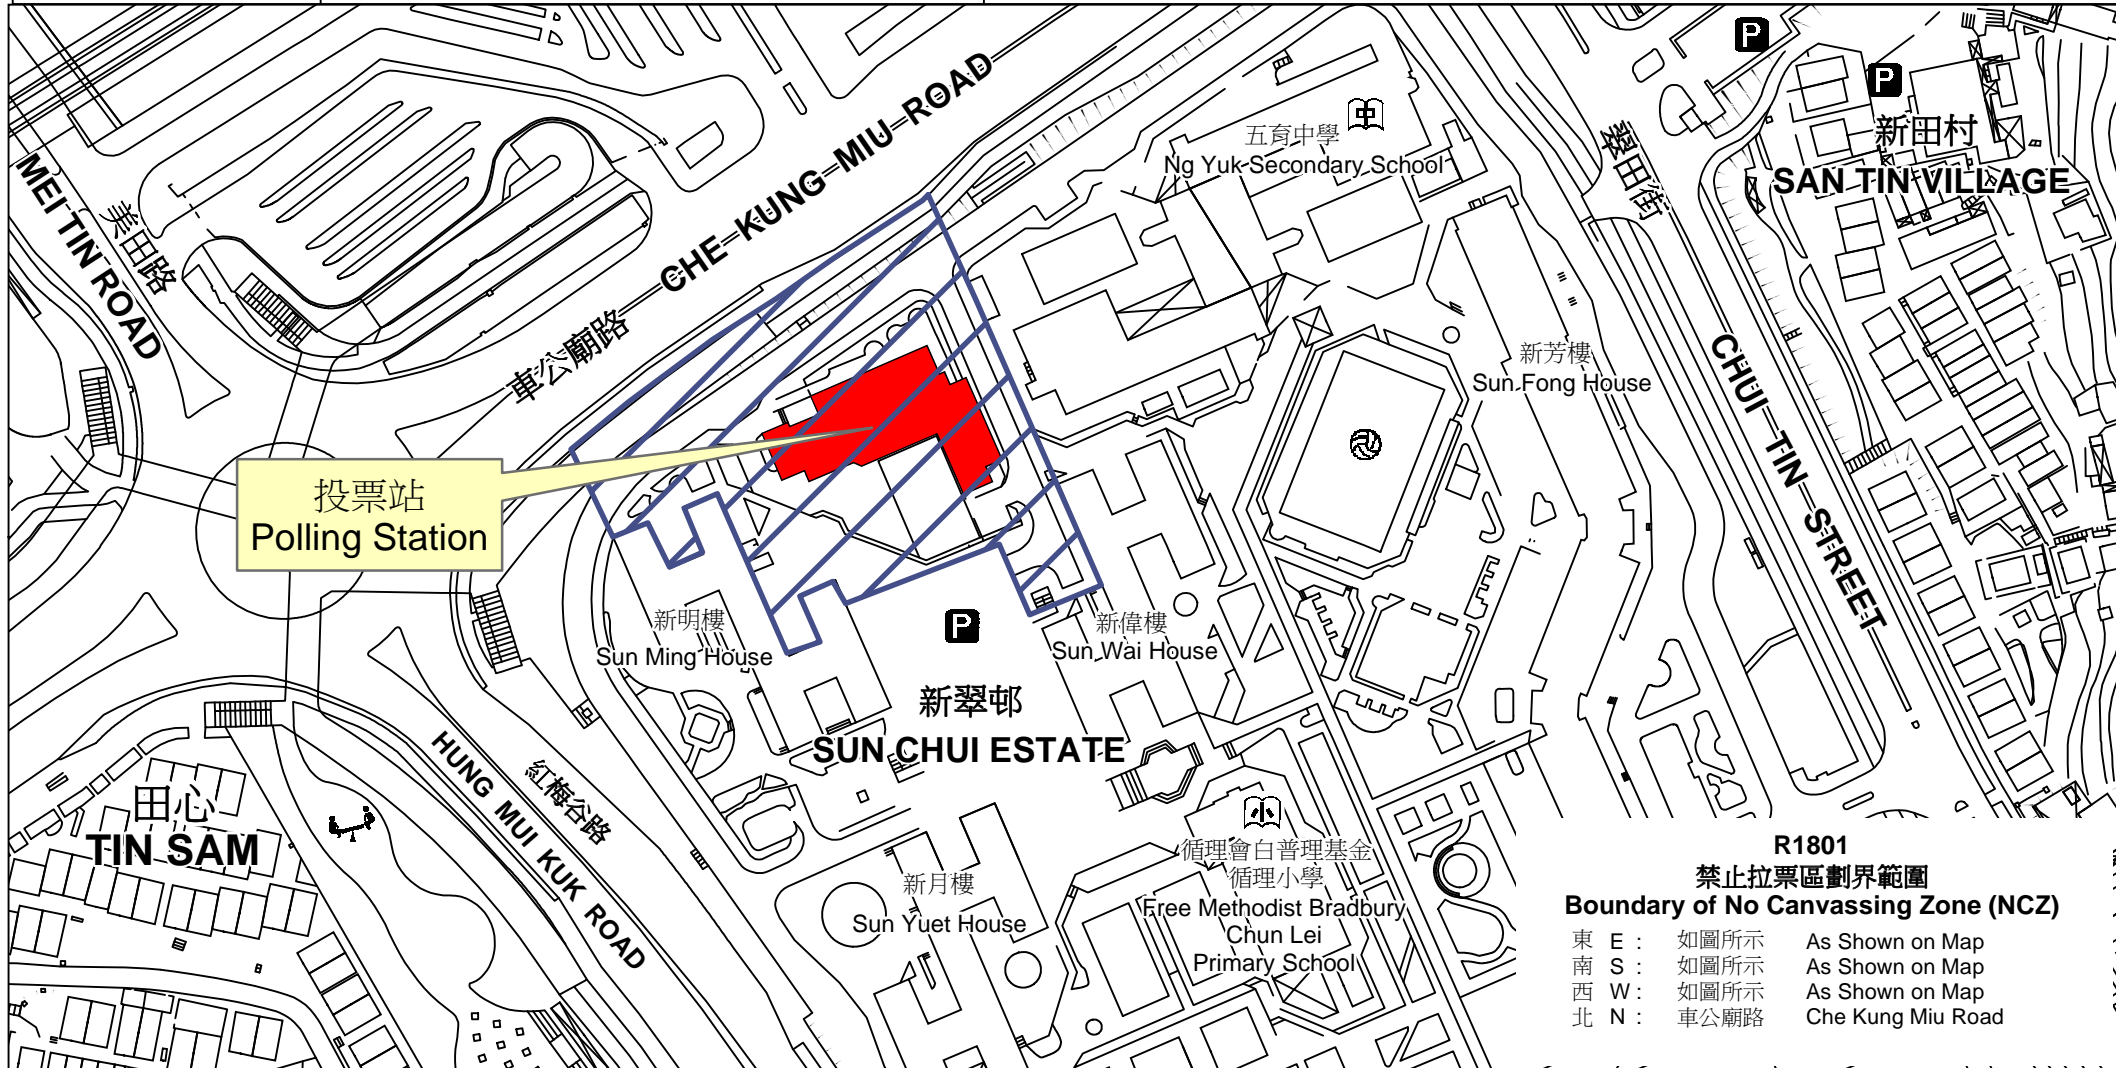 P
P
五育中學
中
Ng Yuk Secondary School
新田村
SAN TIN VILLAGE
翠田街
CHUI TIN STREET
CHE KUNG MIU ROAD
車公廟路
美田路
MEI TIN ROAD
新芳樓
Sun Fong House
投票站
Polling Station
新明樓
Sun Ming House
P
新偉樓
Sun Wai House
新翠邨
SUN CHUI ESTATE
紅梅谷路
HUNG MUI KUK ROAD
田心
TIN SAM
新月樓
Sun Yuet House
小
循理會白普理基金
循理小學
Free Methodist Bradbury
Chun Lei
Primary School
R1801
禁止拉票區劃界範圍
Boundary of No Canvassing Zone (NCZ)
東 E : 如圖所示 As Shown on Map
南 S : 如圖所示 As Shown on Map
西 W : 如圖所示 As Shown on Map
北 N : 車公廟路 Che Kung Miu Road